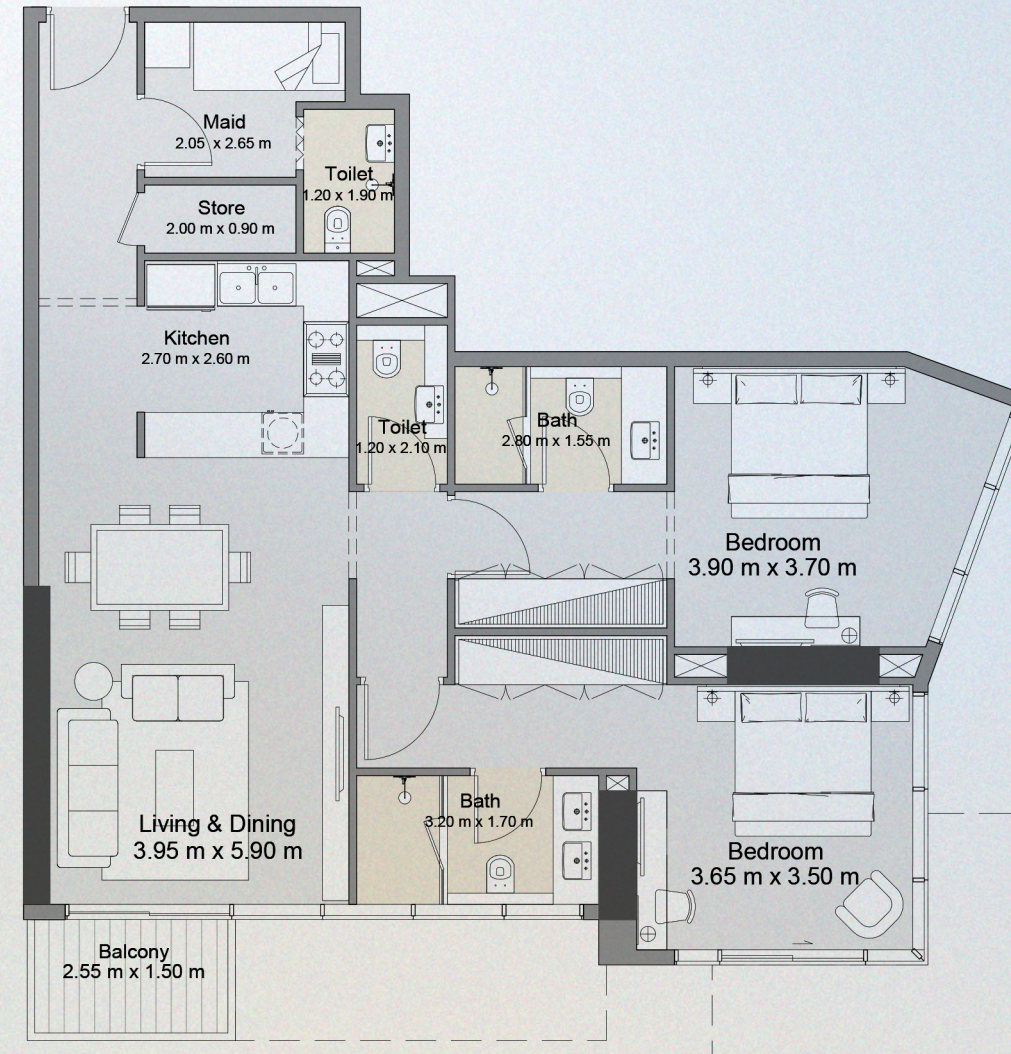 Maid
2.05 x 2.65 m
Toilet
1.20 x 1.90 m
Store
2.00 m x 0.90 m
Kitchen
2.70 m x 2.60 m
Toilet
1.20 x 2.10 m
Bath
2.80 m x 1.55 m
Bedroom
3.90 m x 3.70 m
Living & Dining
3.95 m x 5.90 m
Bath
3.20 m x 1.70 m
Bedroom
3.65 m x 3.50 m
Balcony
2.55 m x 1.50 m